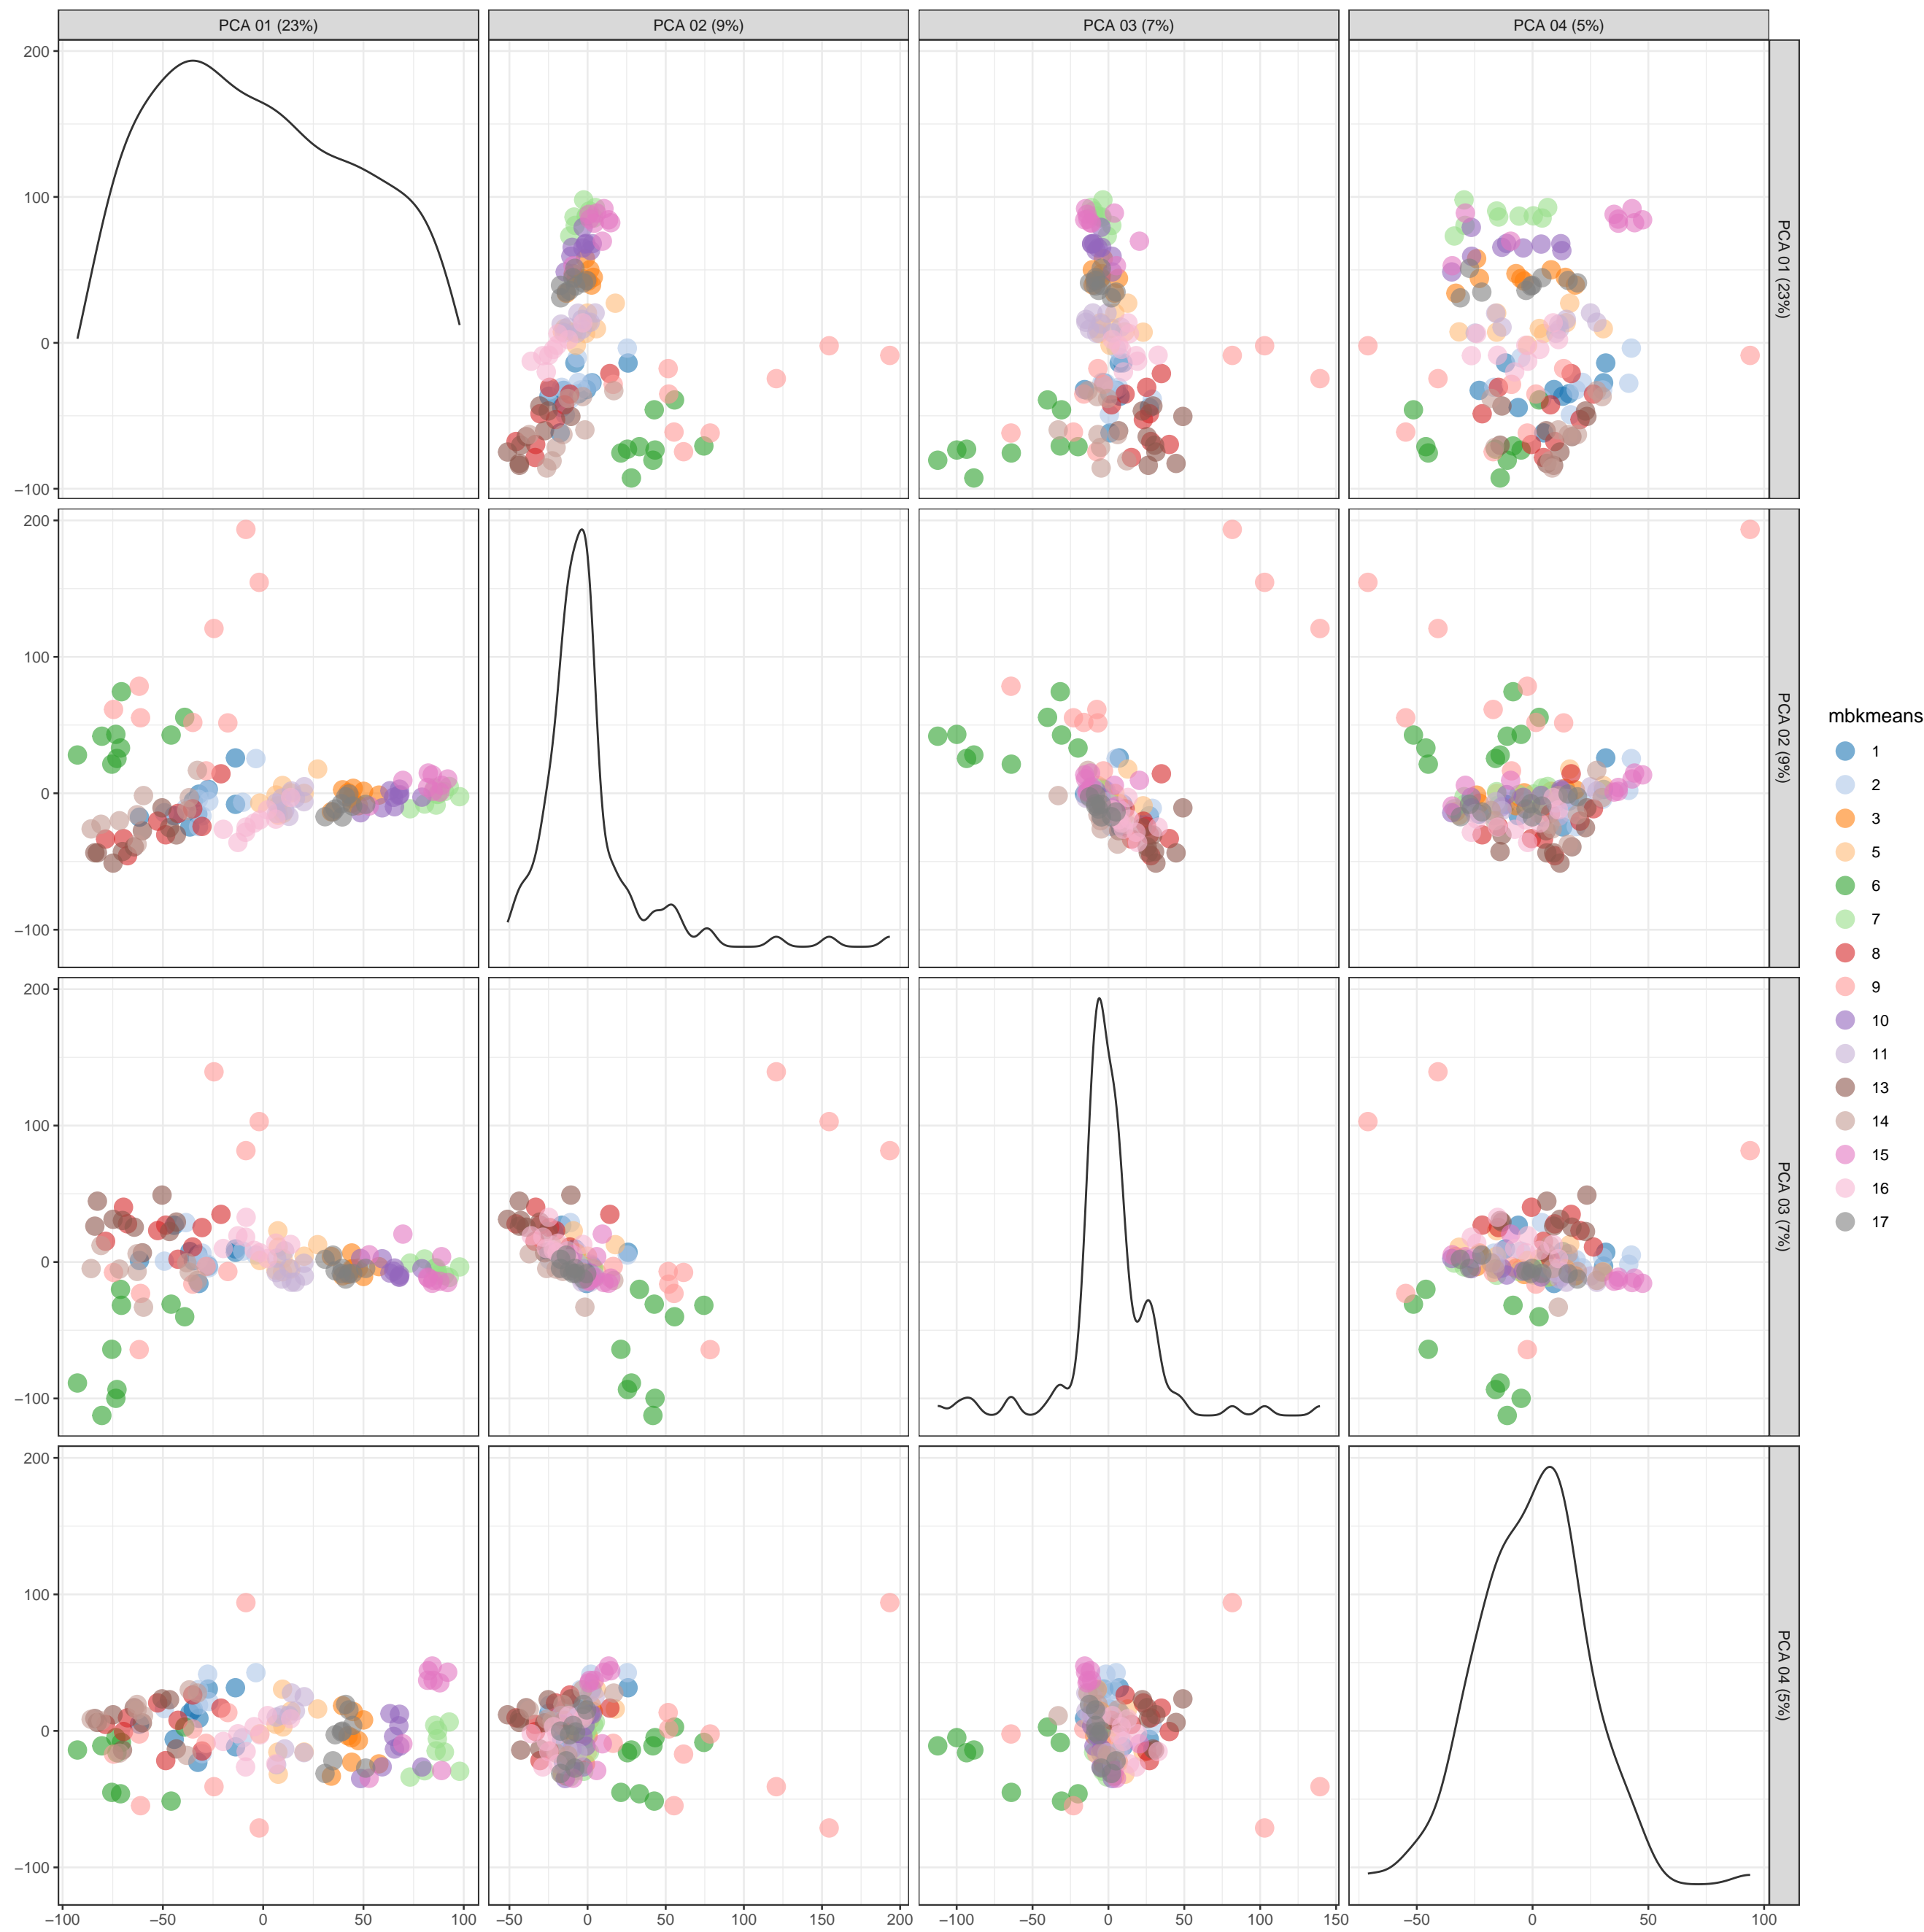 PCA 01 (23%)
PCA 02 (9%)
PCA 03 (7%)
PCA 04 (5%)
200
100
0
−100
PCA 01 (23%)
200
100
0
−100
PCA 02 (9%)
200
100
0
−100
PCA 03 (7%)
200
100
0
−100
PCA 04 (5%)
−100 −50 0 50 100
−50 0 50 100 150 200
−100 −50 0 50 100 150
−50 0 50 100
mbkmeans
1
2
3
5
6
7
8
9
10
11
13
14
15
16
17